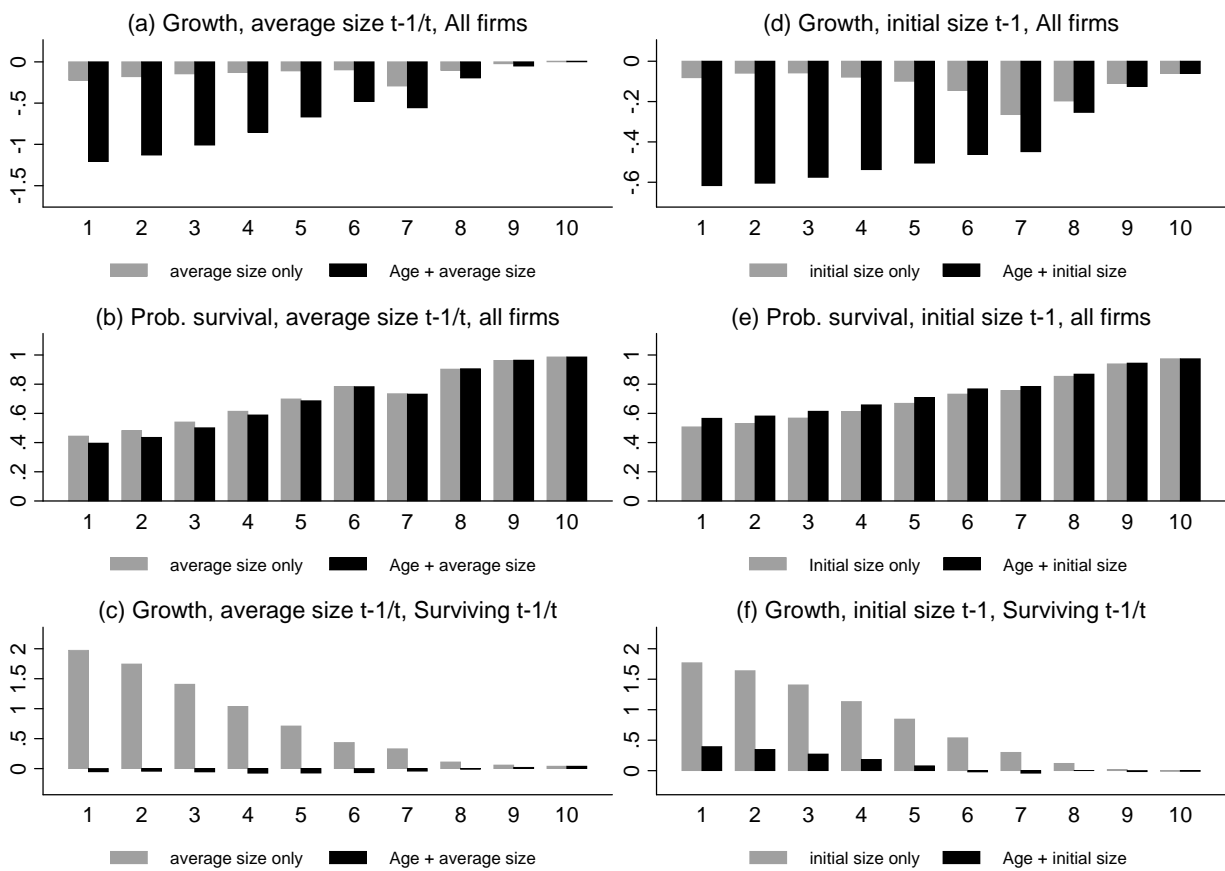 (a) Growth, average size t-1/t, All firms
0
-.5
-1
-1.5
1 2 3 4 5 6 7 8 9 10
average size only Age + average size
(d) Growth, initial size t-1, All firms
0
-.2
-.4
-.6
1 2 3 4 5 6 7 8 9 10
initial size only Age + initial size
(b) Prob. survival, average size t-1/t, all firms
1
.8
.6
.4
.2
0
1 2 3 4 5 6 7 8 9 10
average size only Age + average size
(e) Prob. survival, initial size t-1, all firms
1
.8
.6
.4
.2
0
1 2 3 4 5 6 7 8 9 10
Initial size only Age + initial size
(c) Growth, average size t-1/t, Surviving t-1/t
2
1.5
1
.5
0
1 2 3 4 5 6 7 8 9 10
average size only Age + average size
(f) Growth, initial size t-1, Surviving t-1/t
2
1.5
1
.5
0
1 2 3 4 5 6 7 8 9 10
initial size only Age + initial size